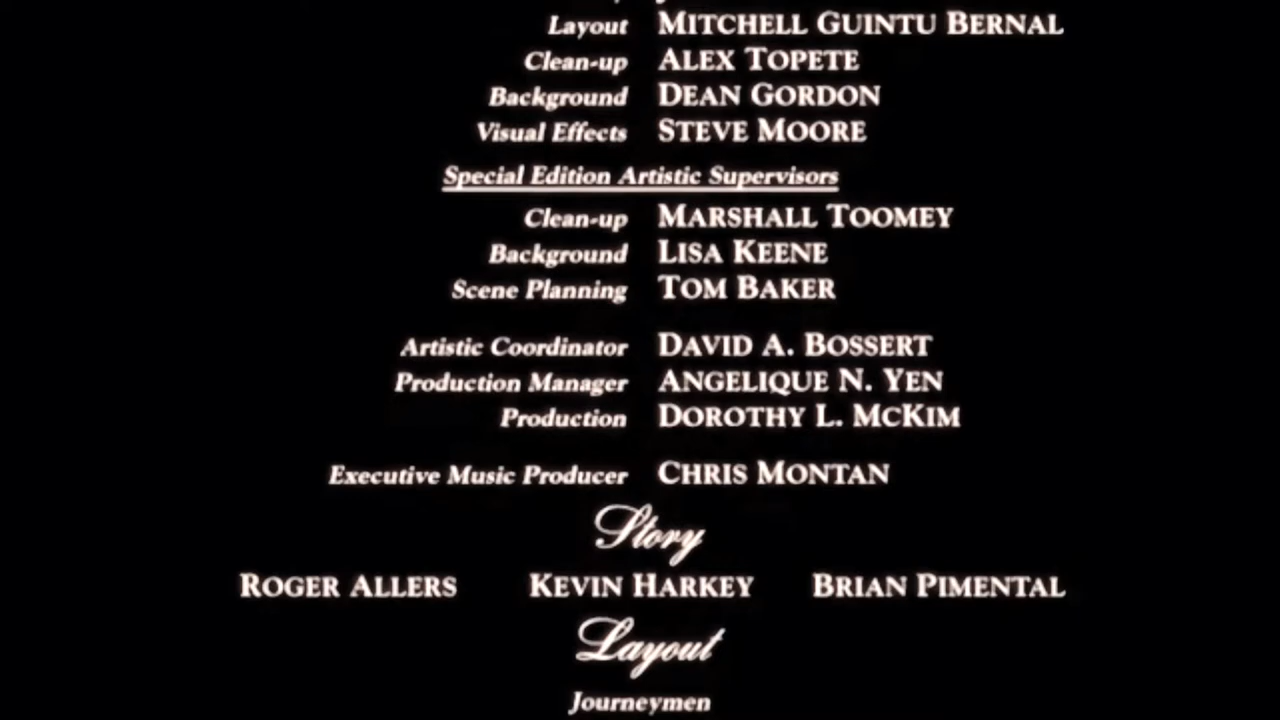 Layout MITCHELL GUINTU BERNAL
Clean-up ALEX TOPETE
Background DEAN GORDON
Visual Effects STEVE MOORE
Special Edition Artistic Supervisors
Clean-up MARSHALL TOOMEY
Background LISA KEENE
Scene Planning TOM BAKER
Artistic Coordinator DAVID A. BOSSERT
Production Manager ANGELIQUE N. YEN
Production DOROTHY L. MCKIM
Executive Music Producer CHRIS MONTAN
Story
ROGER ALLERS KEVIN HARKEY BRIAN PIMENTAL
Layout
Journeymen